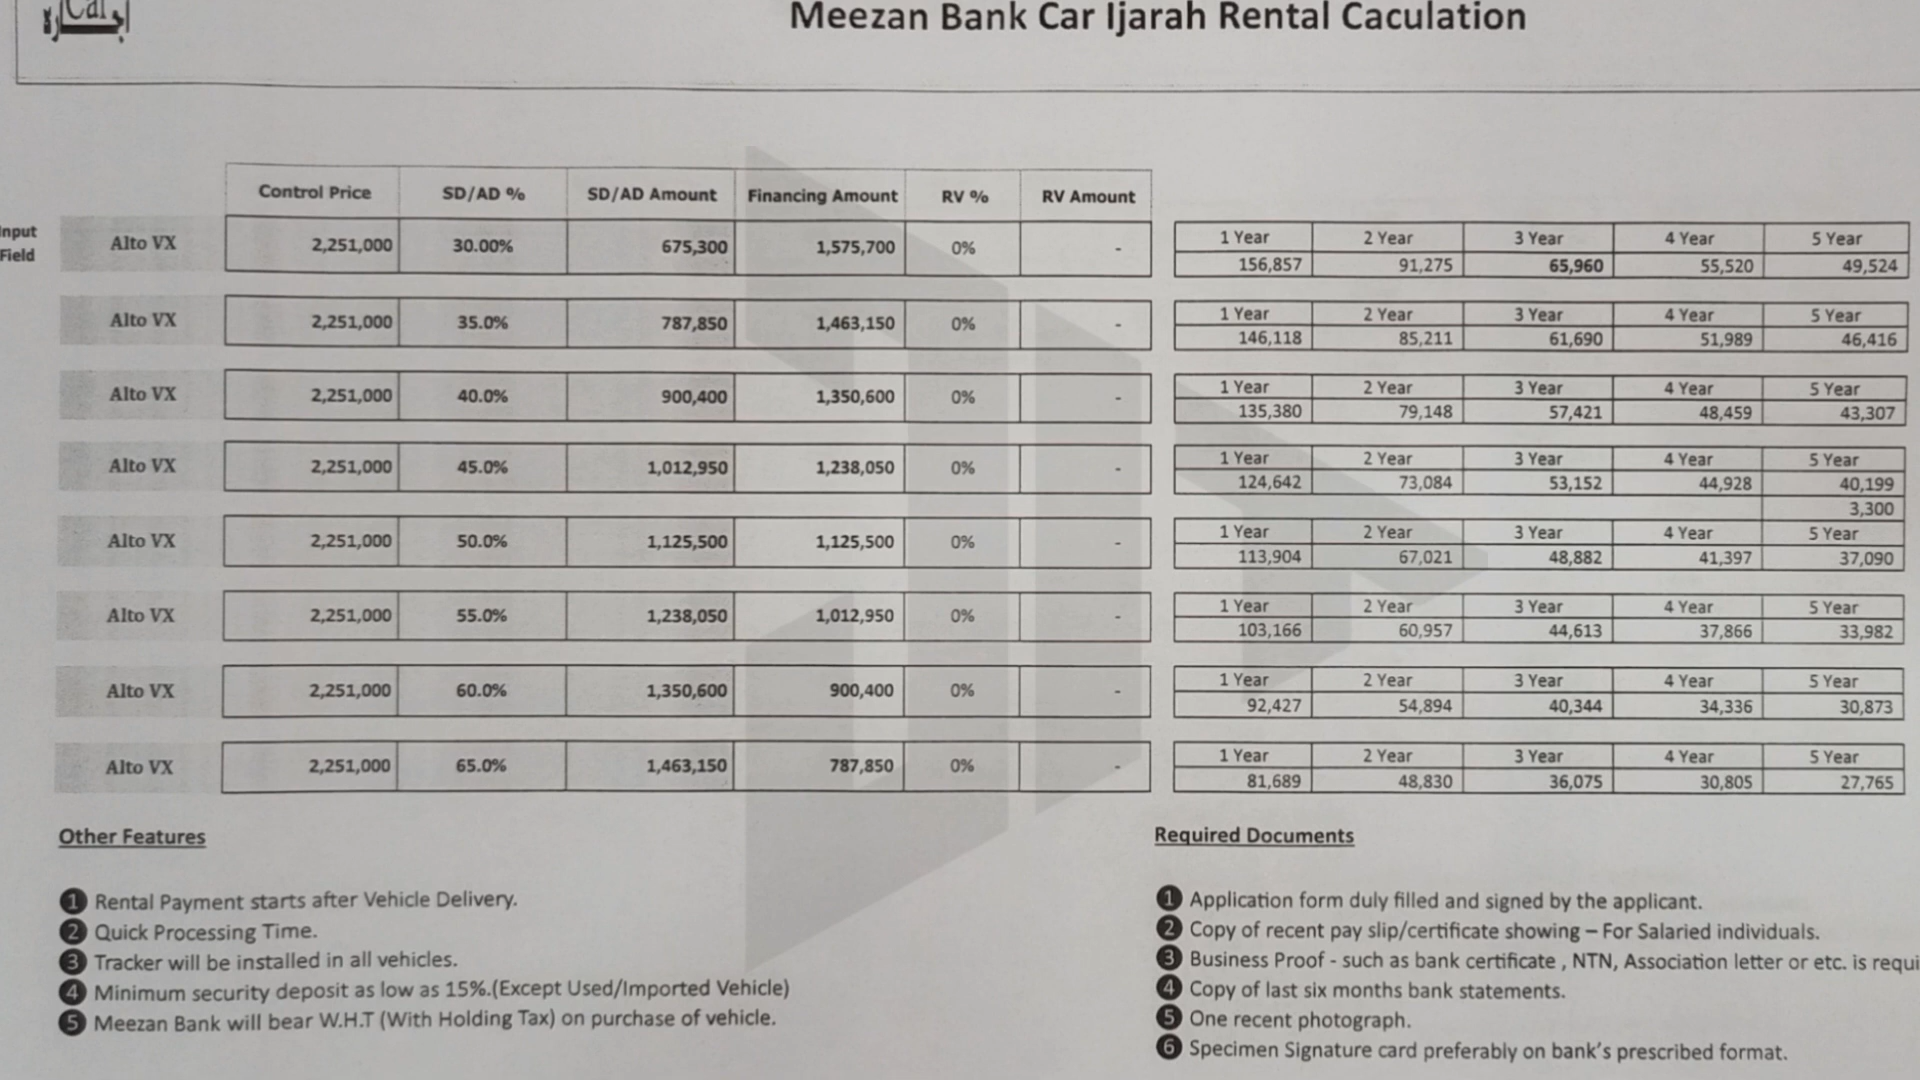 Car
Meezan Bank Car Ijarah Rental Caculation
Control Price SD/AD % SD/AD Amount Financing Amount RV % RV Amount
Input Field
Alto VX 2,251,000 30.00% 675,300 1,575,700 0% -
1 Year 2 Year 3 Year 4 Year 5 Year
156,857 91,275 65,960 55,520 49,524
Alto VX 2,251,000 35.0% 787,850 1,463,150 0% -
1 Year 2 Year 3 Year 4 Year 5 Year
146,118 85,211 61,690 51,989 46,416
Alto VX 2,251,000 40.0% 900,400 1,350,600 0% -
1 Year 2 Year 3 Year 4 Year 5 Year
135,380 79,148 57,421 48,459 43,307
Alto VX 2,251,000 45.0% 1,012,950 1,238,050 0% -
1 Year 2 Year 3 Year 4 Year 5 Year
124,642 73,084 53,152 44,928 40,199
3,300
Alto VX 2,251,000 50.0% 1,125,500 1,125,500 0% -
1 Year 2 Year 3 Year 4 Year 5 Year
113,904 67,021 48,882 41,397 37,090
Alto VX 2,251,000 55.0% 1,238,050 1,012,950 0% -
1 Year 2 Year 3 Year 4 Year 5 Year
103,166 60,957 44,613 37,866 33,982
Alto VX 2,251,000 60.0% 1,350,600 900,400 0% -
1 Year 2 Year 3 Year 4 Year 5 Year
92,427 54,894 40,344 34,336 30,873
Alto VX 2,251,000 65.0% 1,463,150 787,850 0% -
1 Year 2 Year 3 Year 4 Year 5 Year
81,689 48,830 36,075 30,805 27,765
Other Features
1 Rental Payment starts after Vehicle Delivery.
2 Quick Processing Time.
3 Tracker will be installed in all vehicles.
4 Minimum security deposit as low as 15%.(Except Used/Imported Vehicle)
5 Meezan Bank will bear W.H.T (With Holding Tax) on purchase of vehicle.
Required Documents
1 Application form duly filled and signed by the applicant.
2 Copy of recent pay slip/certificate showing – For Salaried individuals.
3 Business Proof - such as bank certificate , NTN, Association letter or etc. is requi
4 Copy of last six months bank statements.
5 One recent photograph.
6 Specimen Signature card preferably on bank's prescribed format.